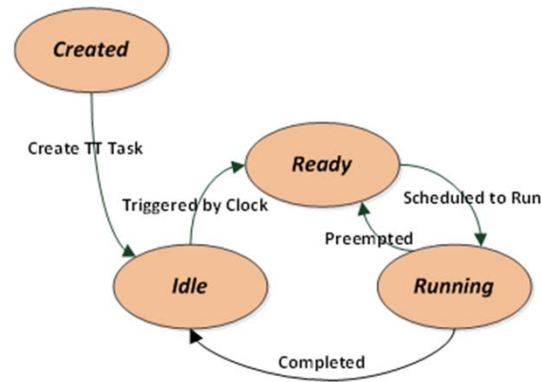 Created
Create TT Task
Ready
Triggered by Clock
Scheduled to Run
Preempted
Idle
Running
Completed